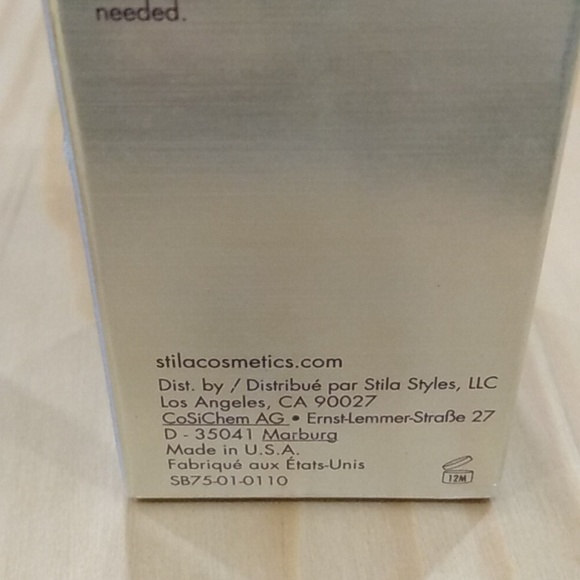 needed.
stilacosmetics.com
Dist. by / Distribué par Stila Styles, LLC
Los Angeles, CA 90027
CoSiChem AG • Ernst-Lemmer-Straße 27
D - 35041 Marburg
Made in U.S.A.
Fabriqué aux États-Unis
SB75-01-0110
12M